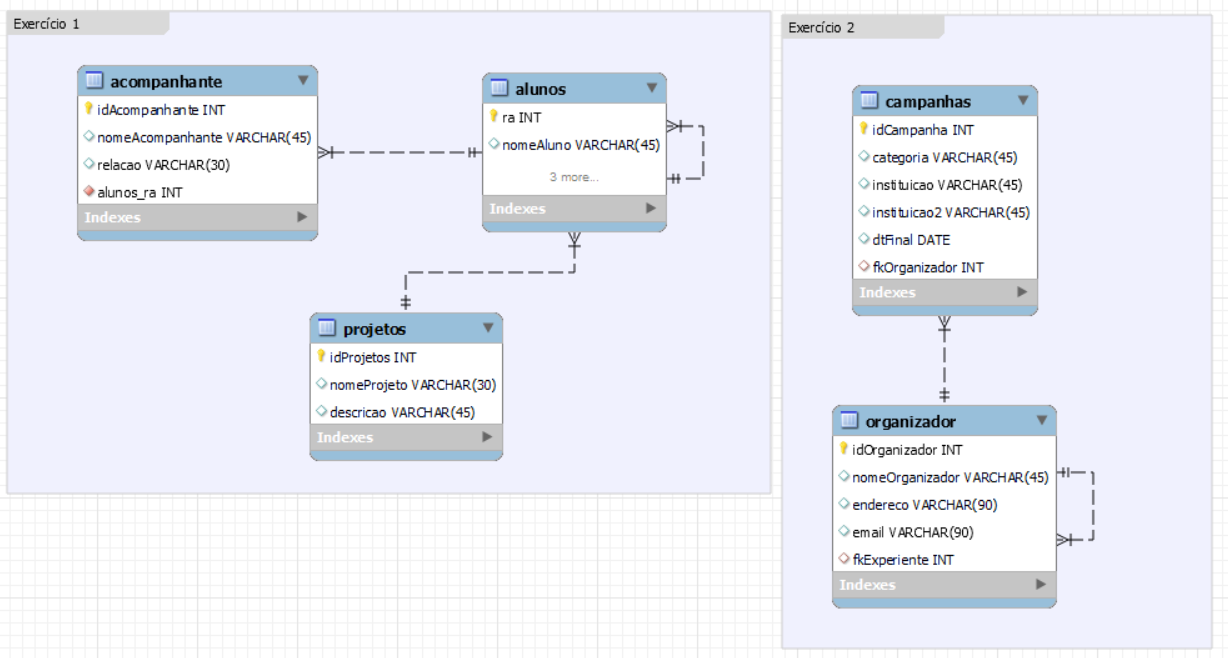 Exercício 1
acompanhante
idAcompanhante INT
nomeAcompanhante VARCHAR(45)
relacao VARCHAR(30)
alunos_ra INT
Indexes
alunos
ra INT
nomeAluno VARCHAR(45)
3 more...
Indexes
projetos
idProjetos INT
nomeProjeto VARCHAR(30)
descricao VARCHAR(45)
Indexes
Exercício 2
campanhas
idCampanha INT
categoria VARCHAR(45)
instituicao VARCHAR(45)
instituicao2 VARCHAR(45)
dtFinal DATE
fkOrganizador INT
Indexes
organizador
idOrganizador INT
nomeOrganizador VARCHAR(45)
endereco VARCHAR(90)
email VARCHAR(90)
fkExperiente INT
Indexes